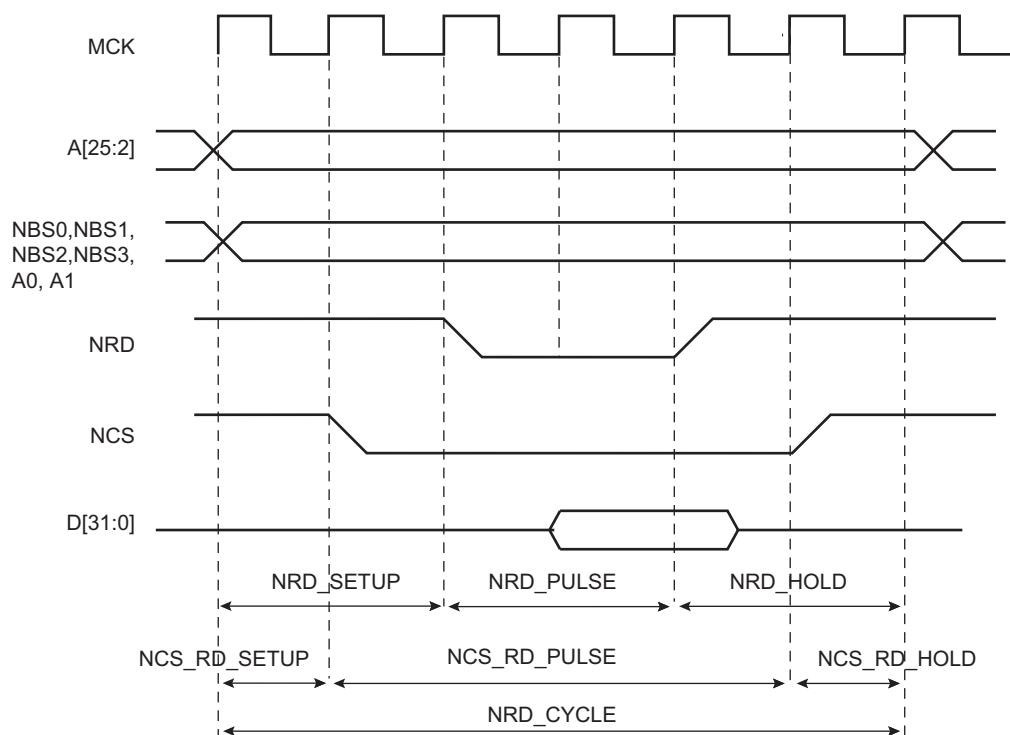 MCK
A[25:2]
NBS0,NBS1,
NBS2,NBS3,
A0, A1
NRD
NCS
D[31:0]
NRD_SETUP NRD_PULSE NRD_HOLD
NCS_RD_SETUP NCS_RD_PULSE NCS_RD_HOLD
NRD_CYCLE